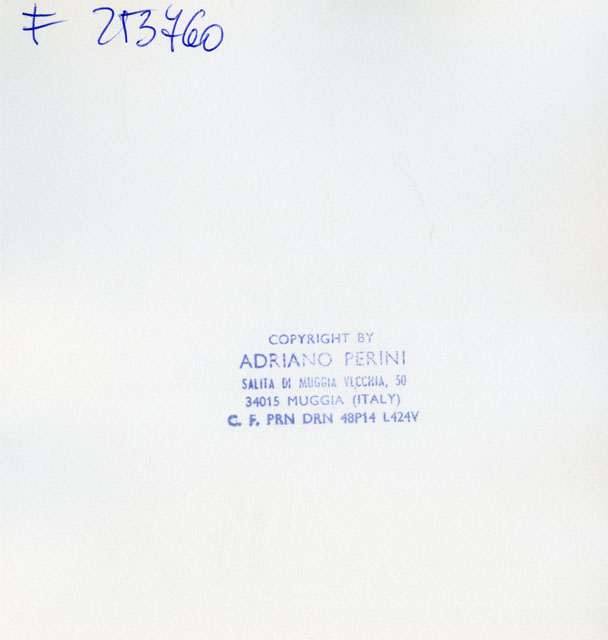 F 213760
COPYRIGHT BY
ADRIANO PERINI
SALITA DI MUGGIA VECCHIA, 50
34015 MUGGIA (ITALY)
C. F. PRN DRN 48P14 L424V